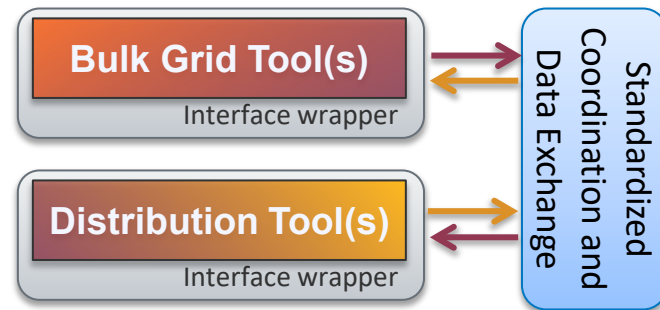 Bulk Grid Tool(s)
Interface wrapper
Distribution Tool(s)
Interface wrapper
Standardized
Coordination and
Data Exchange